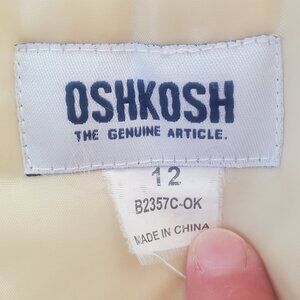 OSHKOSH
THE GENUINE ARTICLE.
12
B2357C-OK
MADE IN CHINA